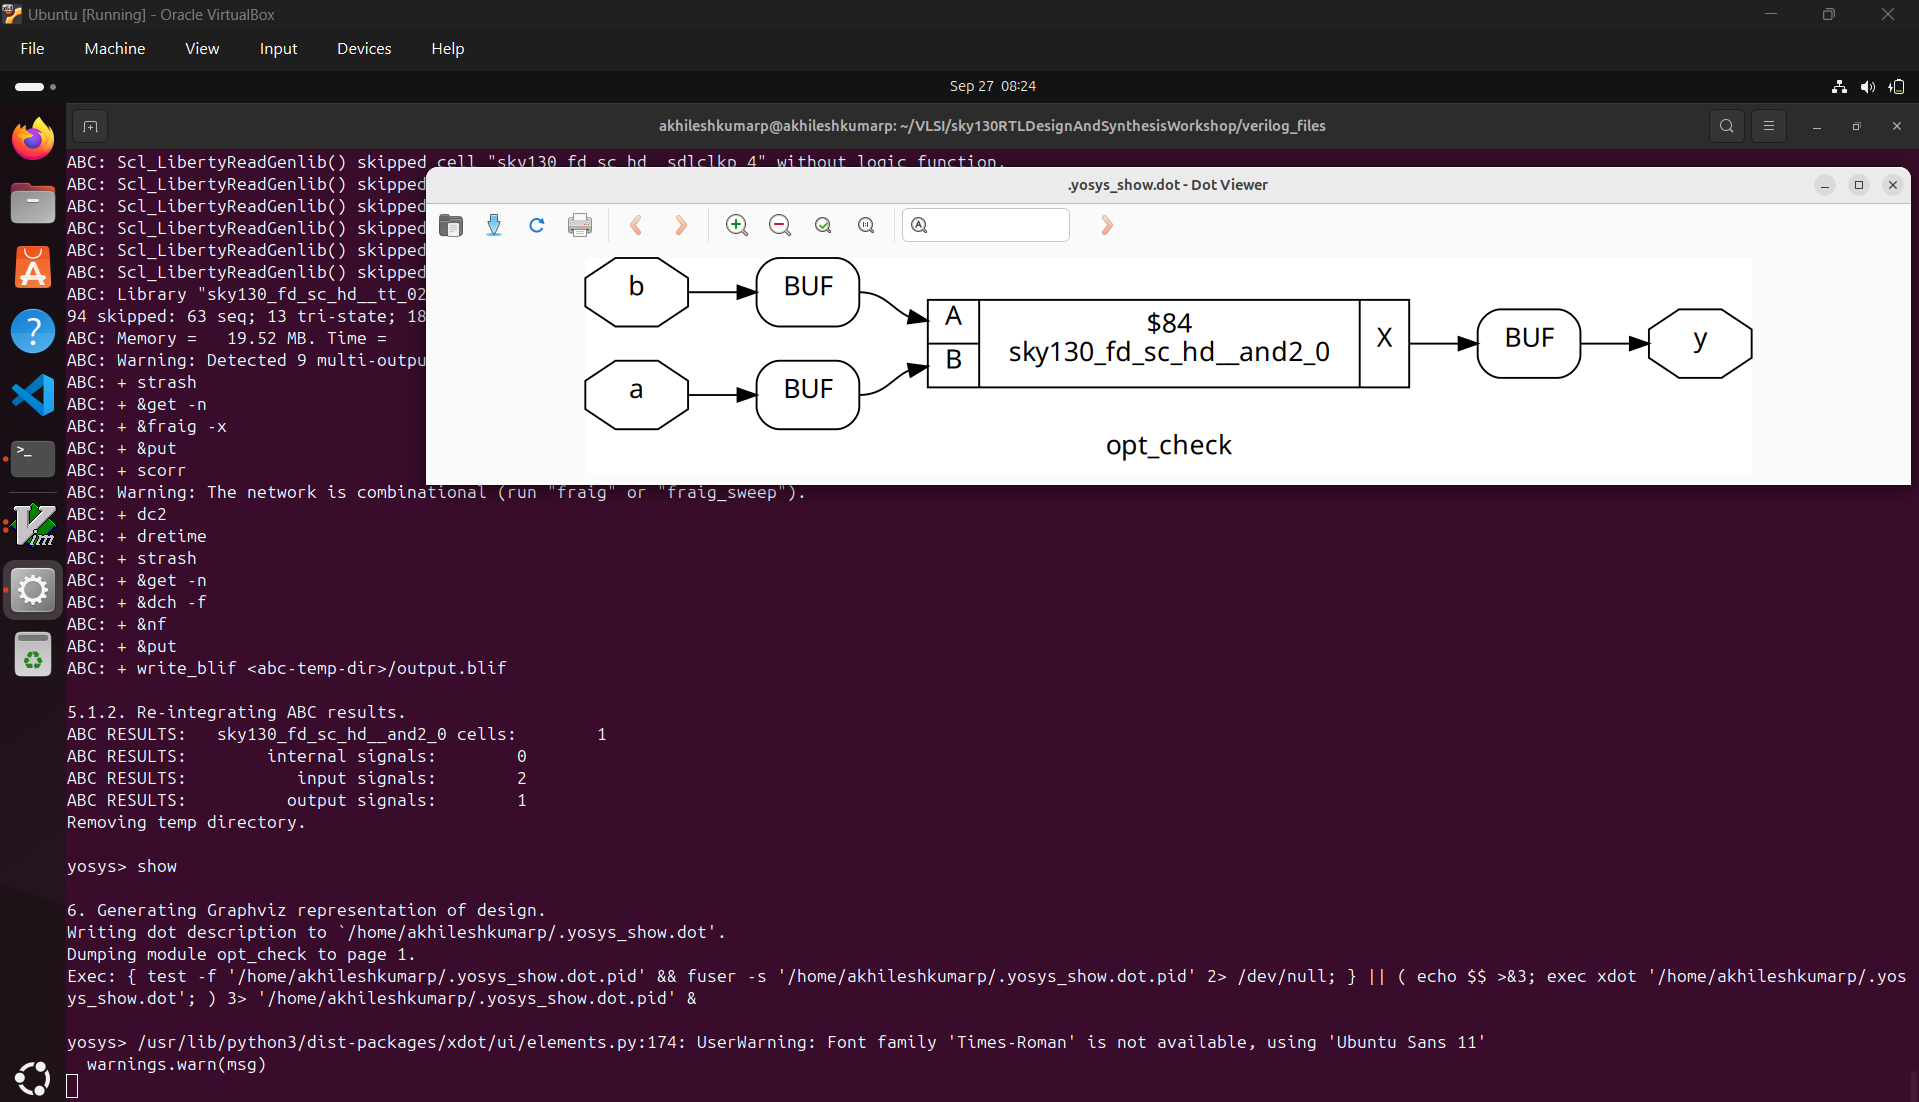 Ubuntu [Running] - Oracle VirtualBox
File Machine View Input Devices Help
Sep 27 08:24
akhileshkumarp@akhileshkumarp: ~/VLSI/sky130RTLDesignAndSynthesisWorkshop/verilog_files
ABC: Scl_LibertyReadGenlib() skipped cell "sky130_fd_sc_hd__sdlclkp_4" without logic function.
ABC: Scl_LibertyReadGenlib() skipped
ABC: Scl_LibertyReadGenlib() skipped
ABC: Scl_LibertyReadGenlib() skipped
ABC: Scl_LibertyReadGenlib() skipped
ABC: Scl_LibertyReadGenlib() skipped
ABC: Library "sky130_fd_sc_hd__tt_02
94 skipped: 63 seq; 13 tri-state; 18
ABC: Memory =   19.52 MB. Time =
ABC: Warning: Detected 9 multi-outpu
ABC: + strash
ABC: + &get -n
ABC: + &fraig -x
ABC: + &put
ABC: + scorr
ABC: Warning: The network is combinational (run "fraig" or "fraig_sweep").
ABC: + dc2
ABC: + dretime
ABC: + strash
ABC: + &get -n
ABC: + &dch -f
ABC: + &nf
ABC: + &put
ABC: + write_blif <abc-temp-dir>/output.blif
5.1.2. Re-integrating ABC results.
ABC RESULTS:   sky130_fd_sc_hd__and2_0 cells:        1
ABC RESULTS:        internal signals:        0
ABC RESULTS:           input signals:        2
ABC RESULTS:          output signals:        1
Removing temp directory.
yosys> show
6. Generating Graphviz representation of design.
Writing dot description to `/home/akhileshkumarp/.yosys_show.dot'.
Dumping module opt_check to page 1.
Exec: { test -f '/home/akhileshkumarp/.yosys_show.dot.pid' && fuser -s '/home/akhileshkumarp/.yosys_show.dot.pid' 2> /dev/null; } || ( echo $$ >&3; exec xdot '/home/akhileshkumarp/.yos
ys_show.dot'; ) 3> '/home/akhileshkumarp/.yosys_show.dot.pid' &
yosys> /usr/lib/python3/dist-packages/xdot/ui/elements.py:174: UserWarning: Font family 'Times-Roman' is not available, using 'Ubuntu Sans 11'
  warnings.warn(msg)
.yosys_show.dot - Dot Viewer
b
BUF
a
BUF
A
B
$84
sky130_fd_sc_hd__and2_0
X
BUF
y
opt_check